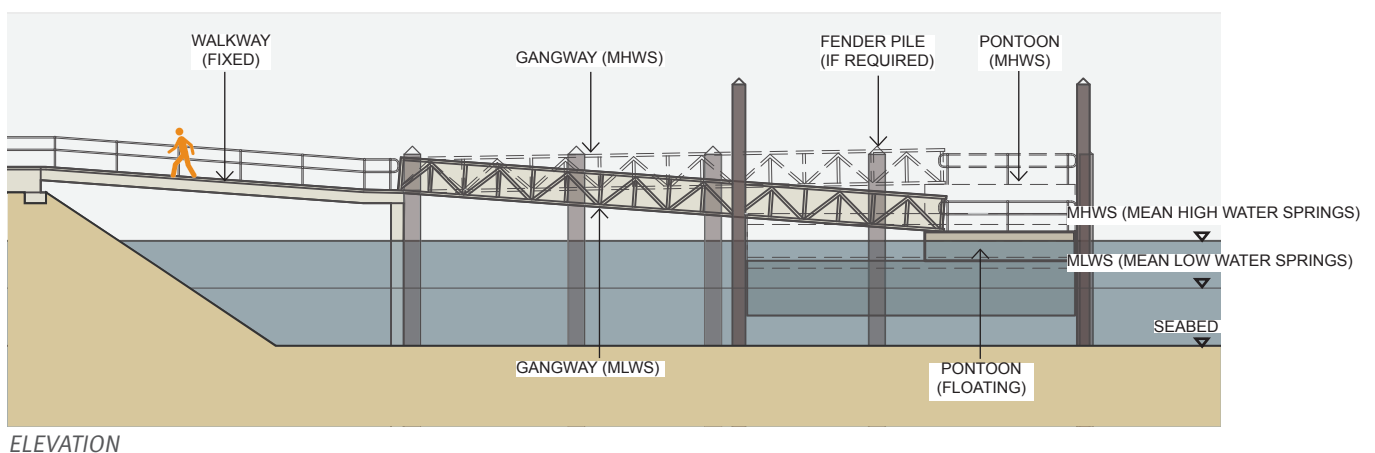 WALKWAY
(FIXED)
GANGWAY (MHWS)
FENDER PILE
(IF REQUIRED)
PONTOON
(MHWS)
MHWS (MEAN HIGH WATER SPRINGS)
MLWS (MEAN LOW WATER SPRINGS)
SEABED
GANGWAY (MLWS)
PONTOON
(FLOATING)
ELEVATION